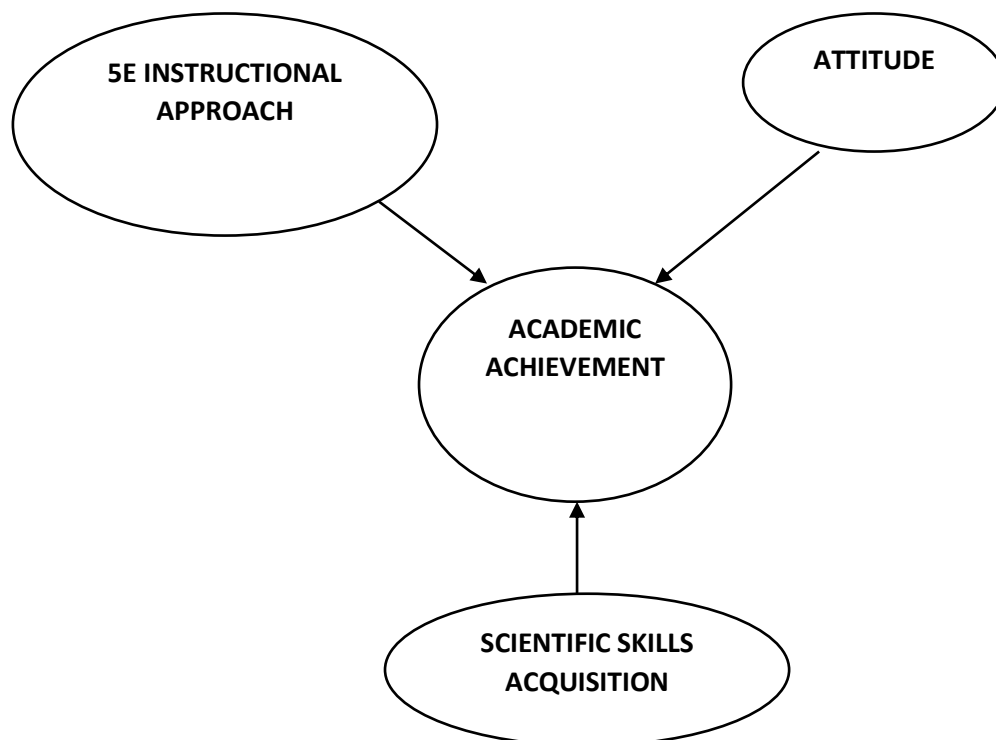 5E INSTRUCTIONAL
APPROACH
ATTITUDE
ACADEMIC
ACHIEVEMENT
SCIENTIFIC SKILLS
ACQUISITION